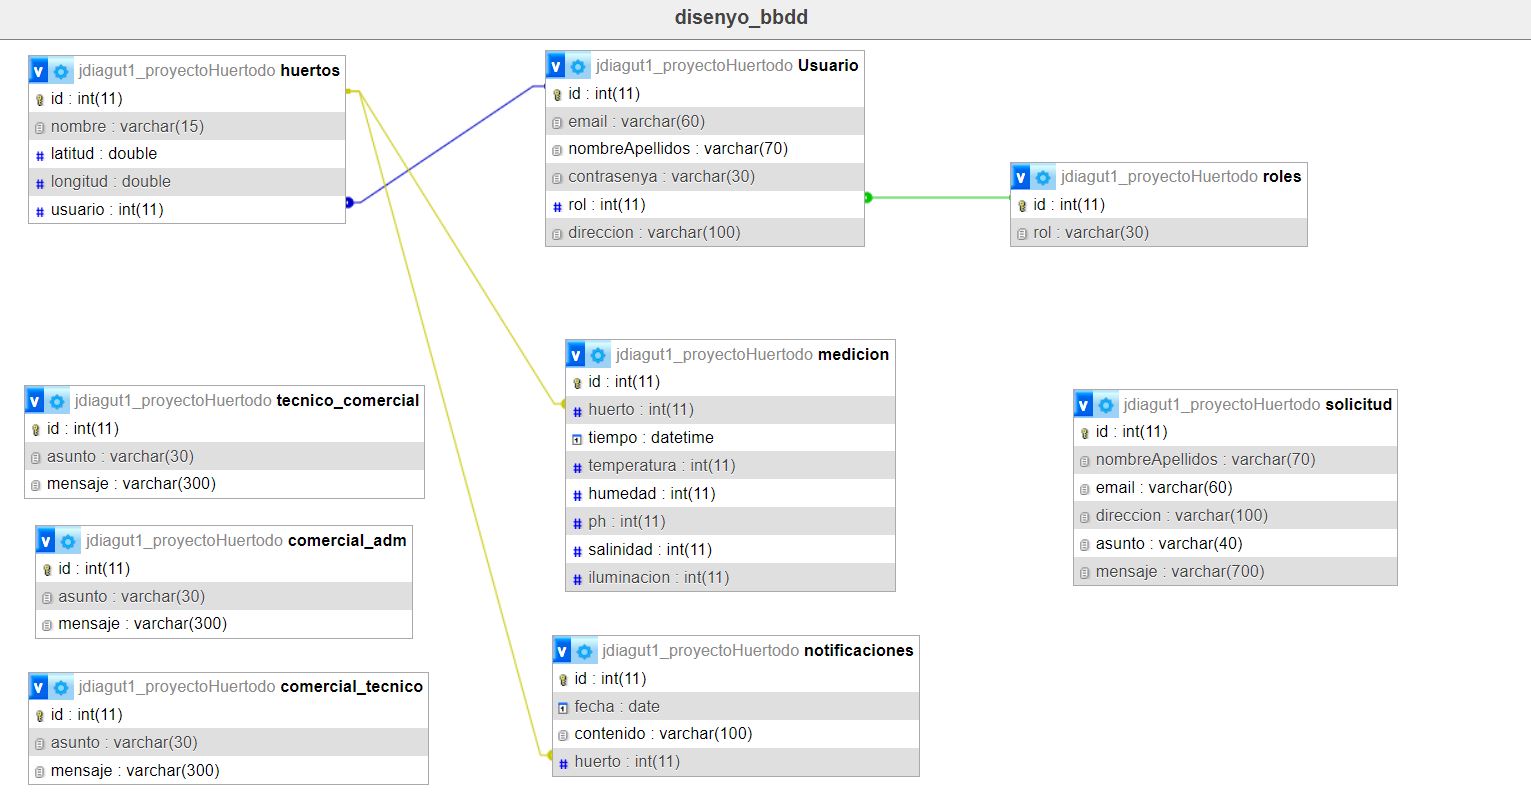 disenyo_bbdd
v jdiagut1_proyectoHuertodo huertos
id : int(11)
nombre : varchar(15)
# latitud : double
# longitud : double
# usuario : int(11)
v jdiagut1_proyectoHuertodo Usuario
id : int(11)
email : varchar(60)
nombreApellidos : varchar(70)
contrasenya : varchar(30)
# rol : int(11)
direccion : varchar(100)
v jdiagut1_proyectoHuertodo roles
id : int(11)
rol : varchar(30)
v jdiagut1_proyectoHuertodo medicion
id : int(11)
# huerto : int(11)
tiempo : datetime
# temperatura : int(11)
# humedad : int(11)
# ph : int(11)
# salinidad : int(11)
# iluminacion : int(11)
v jdiagut1_proyectoHuertodo tecnico_comercial
id : int(11)
asunto : varchar(30)
mensaje : varchar(300)
v jdiagut1_proyectoHuertodo solicitud
id : int(11)
nombreApellidos : varchar(70)
email : varchar(60)
direccion : varchar(100)
asunto : varchar(40)
mensaje : varchar(700)
v jdiagut1_proyectoHuertodo comercial_adm
id : int(11)
asunto : varchar(30)
mensaje : varchar(300)
v jdiagut1_proyectoHuertodo notificaciones
id : int(11)
fecha : date
contenido : varchar(100)
# huerto : int(11)
v jdiagut1_proyectoHuertodo comercial_tecnico
id : int(11)
asunto : varchar(30)
mensaje : varchar(300)